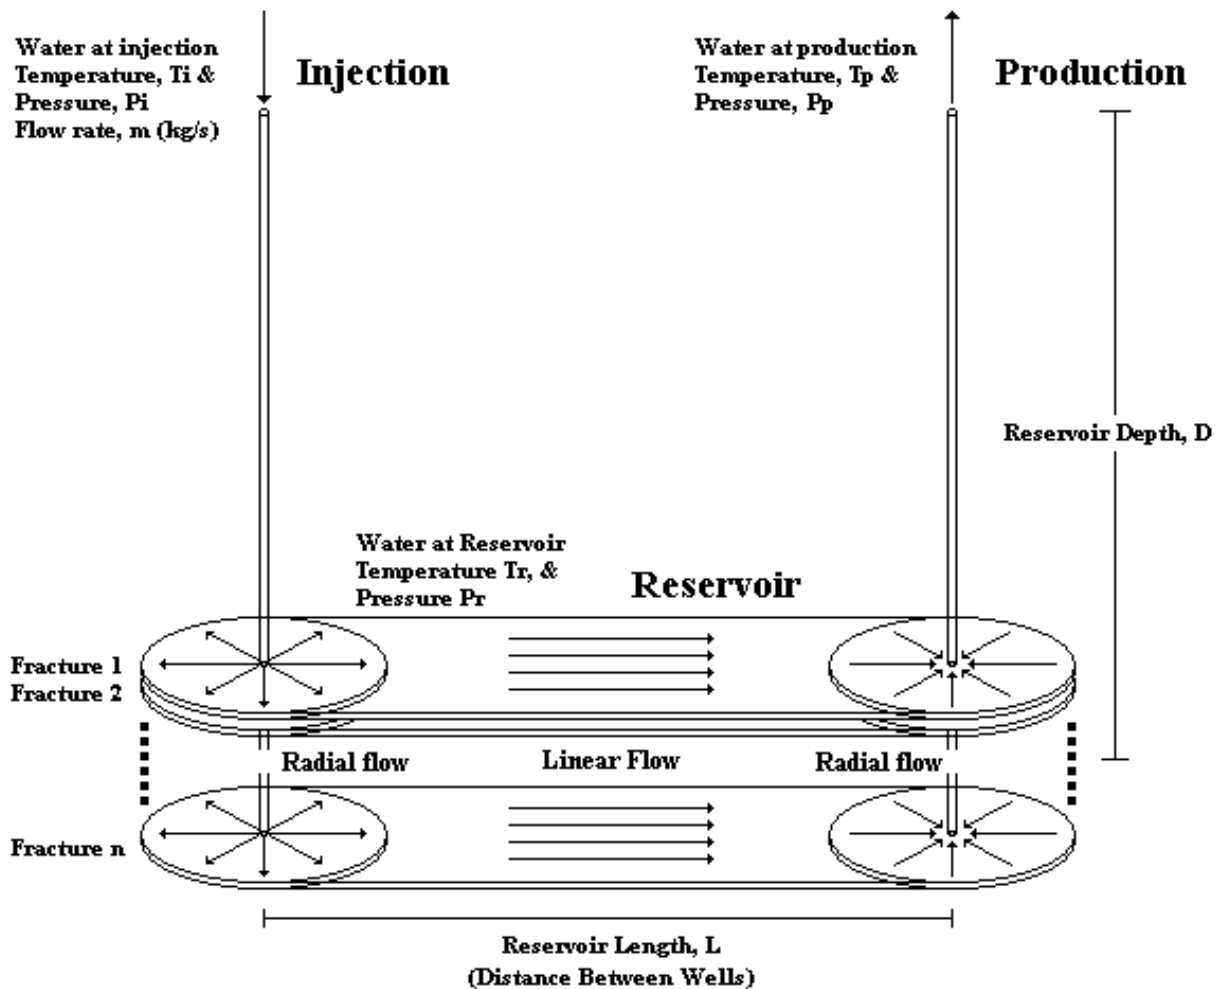 Water at injection
Temperature, Ti &
Pressure, Pi
Flow rate, m (kg/s)
Injection
Water at production
Temperature, Tp &
Pressure, Pp
Production
Reservoir Depth, D
Water at Reservoir
Temperature Tr, &
Pressure Pr
Reservoir
Fracture 1
Fracture 2
Radial flow
Linear Flow
Radial flow
Fracture n
Reservoir Length, L
(Distance Between Wells)